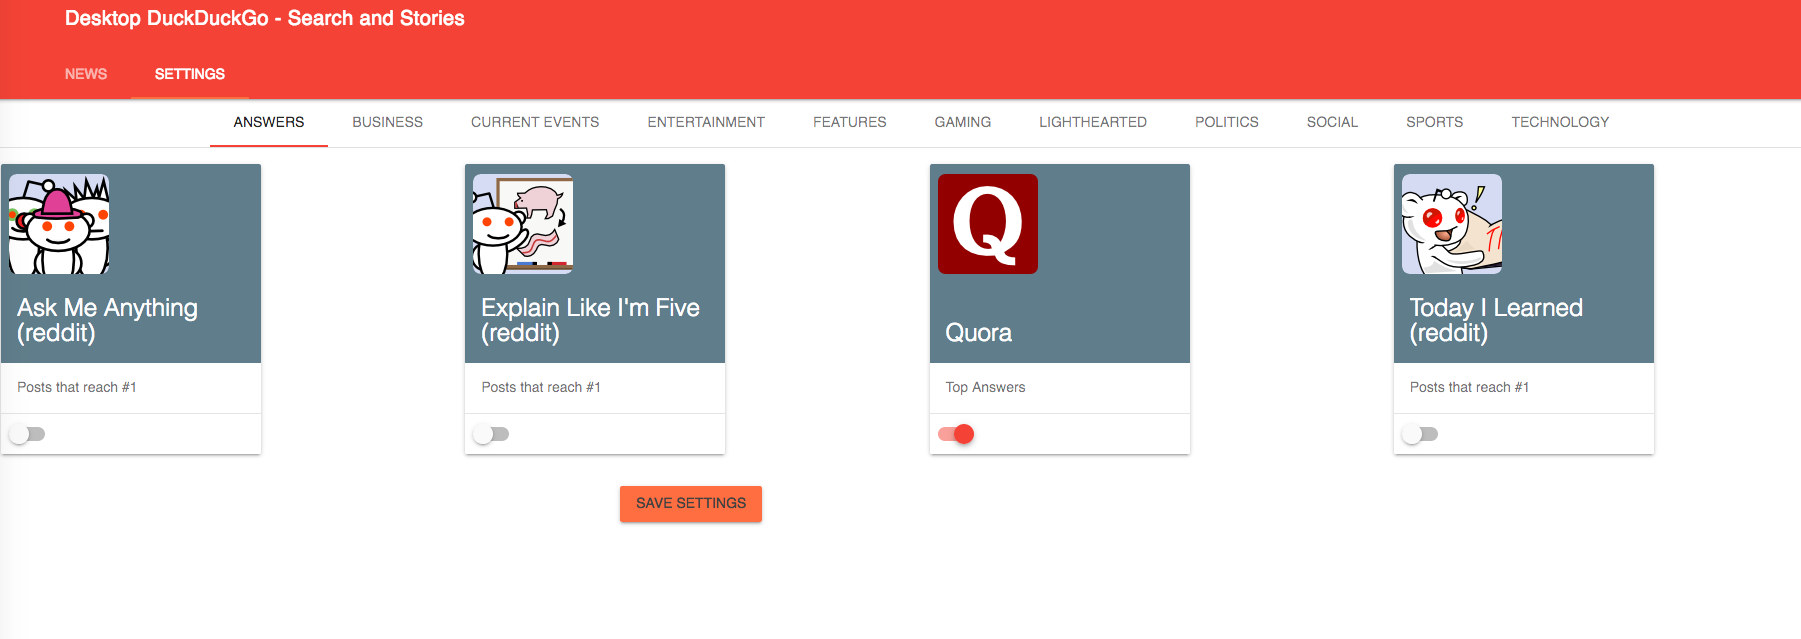 Desktop DuckDuckGo - Search and Stories
NEWS SETTINGS
ANSWERS BUSINESS CURRENT EVENTS ENTERTAINMENT FEATURES GAMING LIGHTHEARTED POLITICS SOCIAL SPORTS TECHNOLOGY
Q
Ask Me Anything
(reddit)
Posts that reach #1
Explain Like I'm Five
(reddit)
Posts that reach #1
Quora
Top Answers
Today I Learned
(reddit)
Posts that reach #1
SAVE SETTINGS